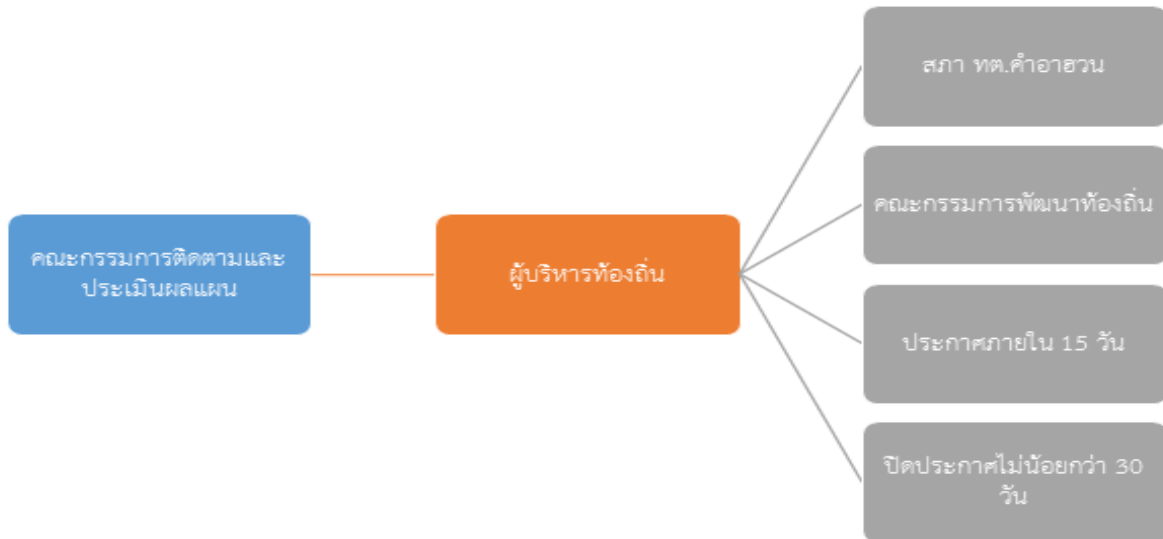 สภา ทต.คำอาฮวน
คณะกรรมการพัฒนาท้องถิ่น
คณะกรรมการติดตามและ
ประเมินผลแผน
ผู้บริหารท้องถิ่น
ประกาศภายใน 15 วัน
ปิดประกาศไม่น้อยกว่า 30
วัน